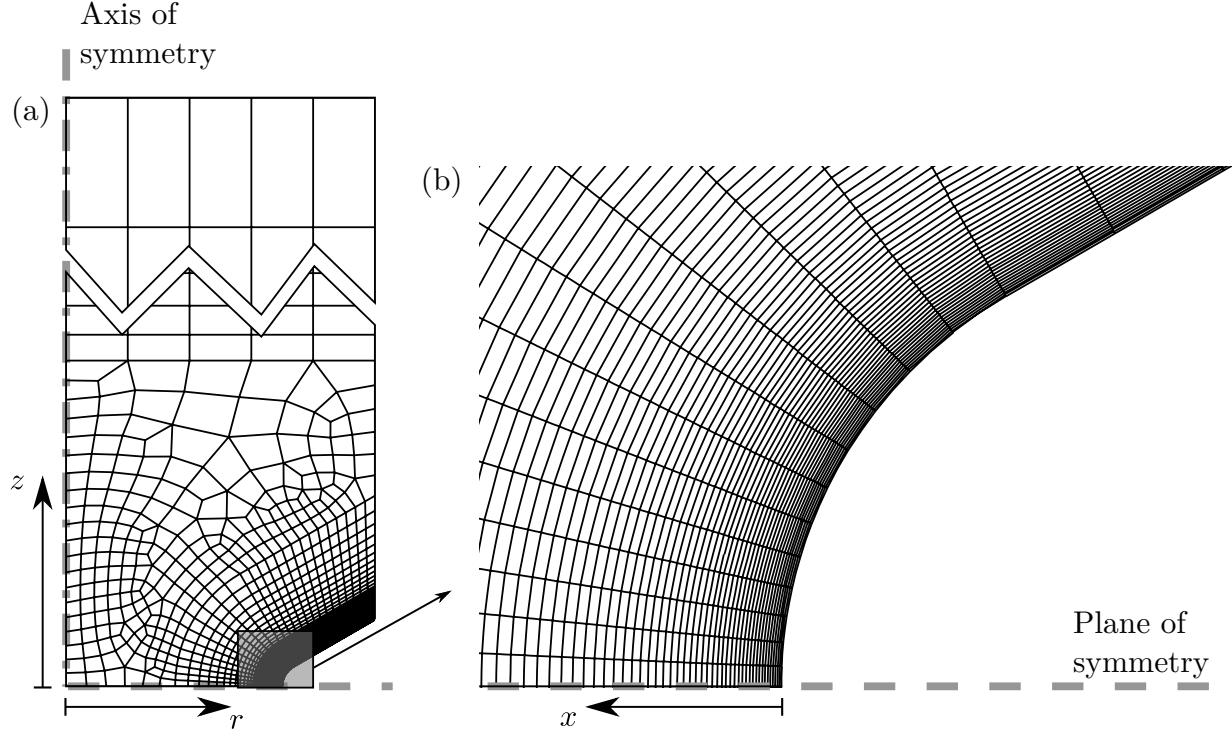 Axis of
symmetry
(a)
(b)
z
r
x
Plane of
symmetry